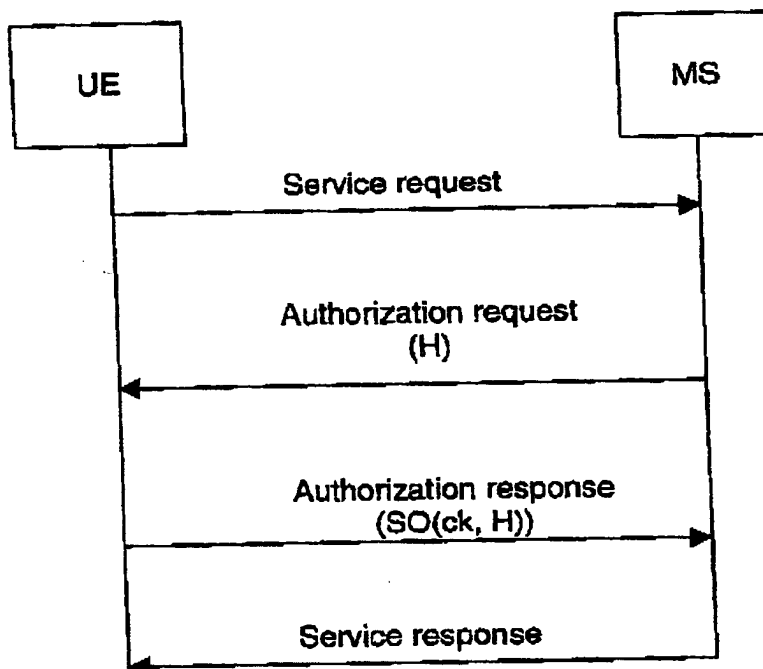 UE
MS
Service request
Authorization request
(H)
Authorization response
(SO(ck, H))
Service response